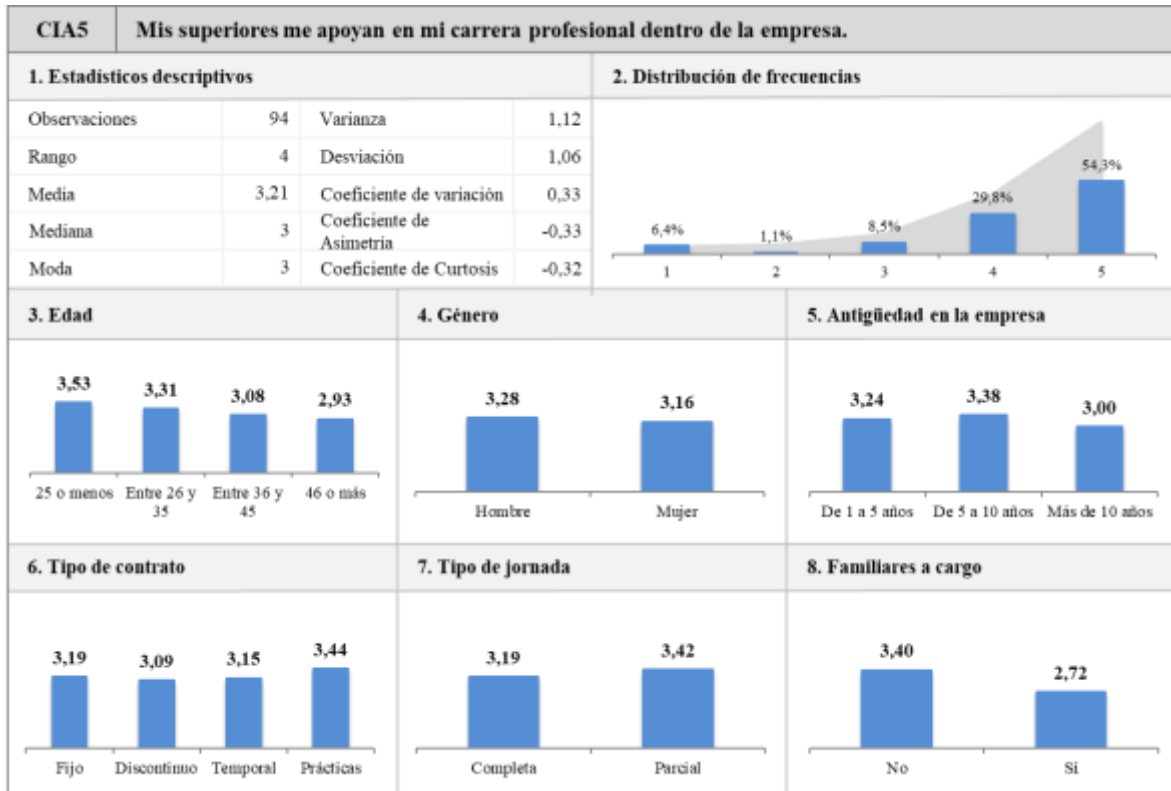 CIA5 Mis superiores me apoyan en mi carrera profesional dentro de la empresa.
1. Estadísticos descriptivos
Observaciones 94 Varianza 1,12
Rango 4 Desviación 1,06
Media 3,21 Coeficiente de variación 0,33
Mediana 3 Coeficiente de Asimetría -0,33
Moda 3 Coeficiente de Curtosis -0,32
2. Distribución de frecuencias
6,4% 1,1% 8,5% 29,8% 54,3%
1 2 3 4 5
3. Edad
3,53 3,31 3,08 2,93
25 o menos Entre 26 y 35 Entre 36 y 45 46 o más
4. Género
3,28 3,16
Hombre Mujer
5. Antigüedad en la empresa
3,24 3,38 3,00
De 1 a 5 años De 5 a 10 años Más de 10 años
6. Tipo de contrato
3,19 3,09 3,15 3,44
Fijo Discontinuo Temporal Prácticas
7. Tipo de jornada
3,19 3,42
Completa Parcial
8. Familiares a cargo
3,40 2,72
No Sí